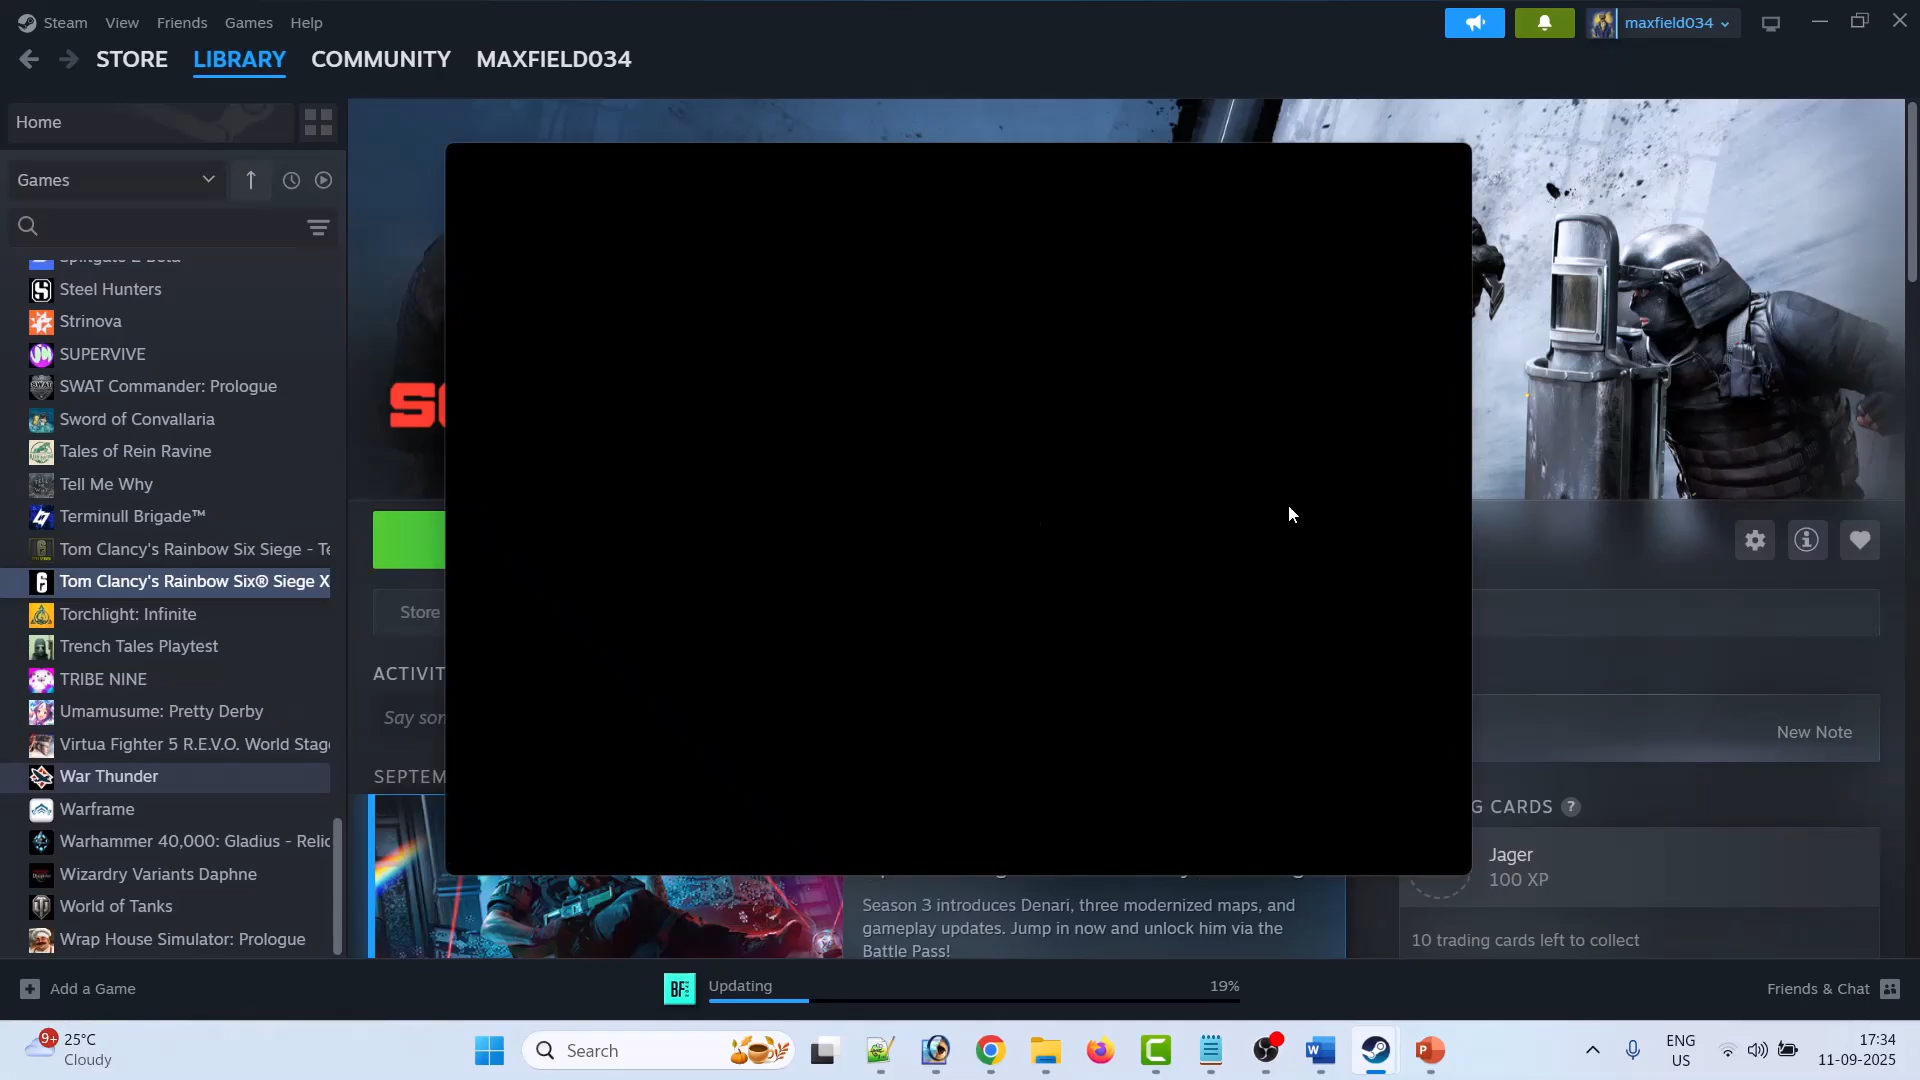 Steam View Friends Games Help
maxfield034
STORE LIBRARY COMMUNITY MAXFIELD034
Home
Games
Steel Hunters
Strinova
SUPERVIVE
SWAT Commander: Prologue
Sword of Convallaria
Tales of Rein Ravine
Tell Me Why
Terminull Brigade™
Tom Clancy's Rainbow Six Siege - Te
Tom Clancy's Rainbow Six® Siege X
Torchlight: Infinite
Trench Tales Playtest
TRIBE NINE
Umamusume: Pretty Derby
Virtua Fighter 5 R.E.V.O. World Stage
War Thunder
Warframe
Warhammer 40,000: Gladius - Relic
Wizardry Variants Daphne
World of Tanks
Wrap House Simulator: Prologue
Store
ACTIVIT
Say son
SEPTEM
New Note
G CARDS ?
Jager
100 XP
Season 3 introduces Denari, three modernized maps, and
gameplay updates. Jump in now and unlock him via the
Battle Pass!
10 trading cards left to collect
Add a Game
BF
Updating 19%
Friends & Chat
9+
25°C
Cloudy
Search
ENG
US
17:34
11-09-2025